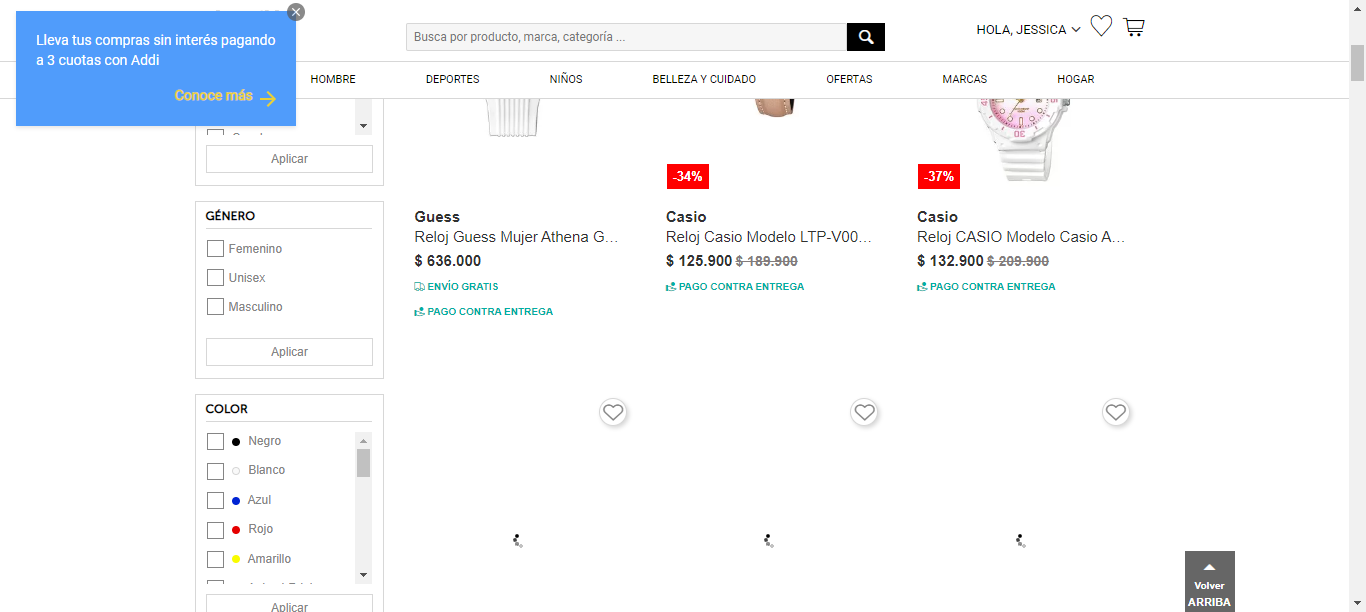 Lleva tus compras sin interés pagando
a 3 cuotas con Addi
Conoce más
Busca por producto, marca, categoría ...
HOLA, JESSICA
HOMBRE
DEPORTES
NIÑOS
BELLEZA Y CUIDADO
OFERTAS
MARCAS
HOGAR
Aplicar
GÉNERO
Femenino
Unisex
Masculino
Aplicar
COLOR
Negro
Blanco
Azul
Rojo
Amarillo
Aplicar
Guess
Reloj Guess Mujer Athena G...
$ 636.000
ENVÍO GRATIS
PAGO CONTRA ENTREGA
-34%
Casio
Reloj Casio Modelo LTP-V00...
$ 125.900 $ 189.900
PAGO CONTRA ENTREGA
-37%
Casio
Reloj CASIO Modelo Casio A...
$ 132.900 $ 209.900
PAGO CONTRA ENTREGA
Volver
ARRIBA